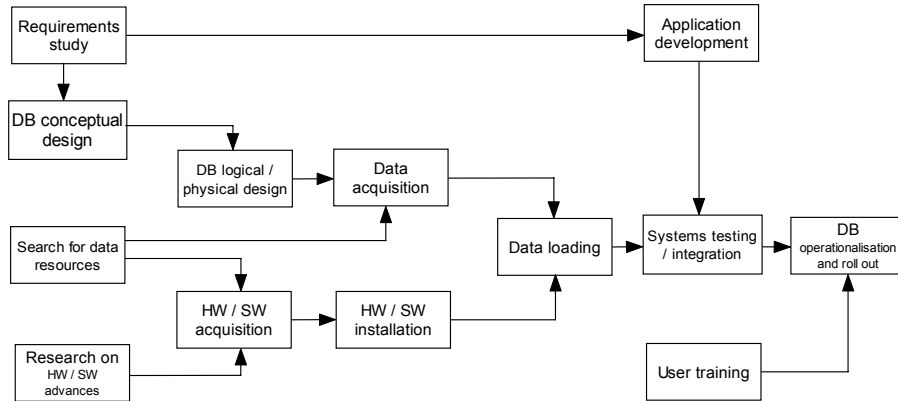 Requirements
study
Application
development
DB conceptual
design
DB logical /
physical design
Data
acquisition
Search for data
resources
Data loading
Systems testing
/ integration
DB
operationalisation
and roll out
HW / SW
acquisition
HW / SW
installation
Research on
HW / SW
advances
User training